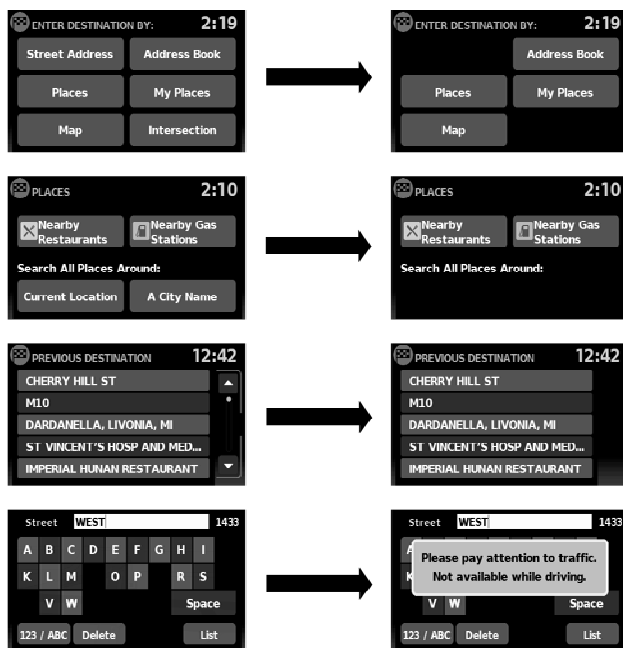 ENTER DESTINATION BY: 2:19
Street Address Address Book
Places My Places
Map Intersection
ENTER DESTINATION BY: 2:19
Address Book
Places My Places
Map
PLACES 2:10
Nearby Restaurants Nearby Gas Stations
Search All Places Around:
Current Location A City Name
PLACES 2:10
Nearby Restaurants Nearby Gas Stations
Search All Places Around:
PREVIOUS DESTINATION 12:42
CHERRY HILL ST
M10
DARDANELLA, LIVONIA, MI
ST VINCENT'S HOSP AND MED...
IMPERIAL HUNAN RESTAURANT
PREVIOUS DESTINATION 12:42
CHERRY HILL ST
M10
DARDANELLA, LIVONIA, MI
ST VINCENT'S HOSP AND MED...
IMPERIAL HUNAN RESTAURANT
Street WEST 1433
A B C D E F G H I
K L M O P R S
V W Space
123 / ABC Delete List
Street WEST 1433
A
Please pay attention to traffic.
K
Not available while driving.
V W Space
123 / ABC Delete List